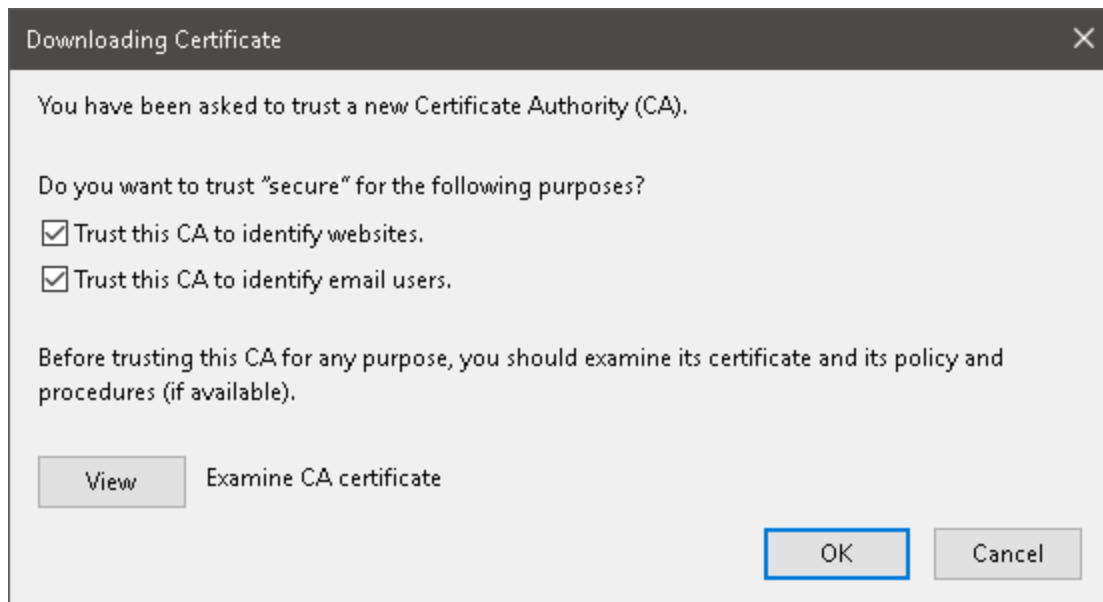 Downloading Certificate
You have been asked to trust a new Certificate Authority (CA).
Do you want to trust “secure“ for the following purposes?
Trust this CA to identify websites.
Trust this CA to identify email users.
Before trusting this CA for any purpose, you should examine its certificate and its policy and
procedures (if available).
View Examine CA certificate
OK Cancel